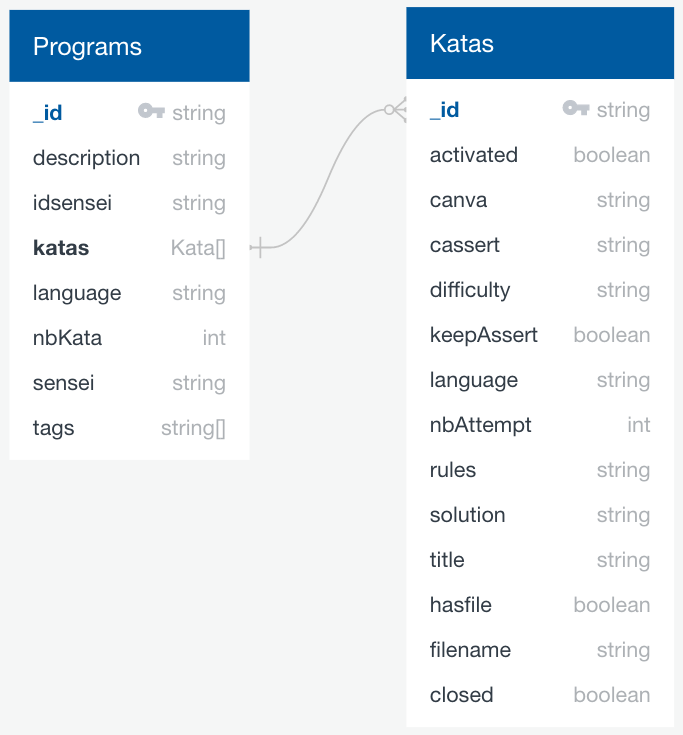 Programs
_id string
description string
idsensei string
katas Kata[]
language string
nbKata int
sensei string
tags string[]
Katas
_id string
activated boolean
canva string
cassert string
difficulty string
keepAssert boolean
language string
nbAttempt int
rules string
solution string
title string
hasfile boolean
filename string
closed boolean